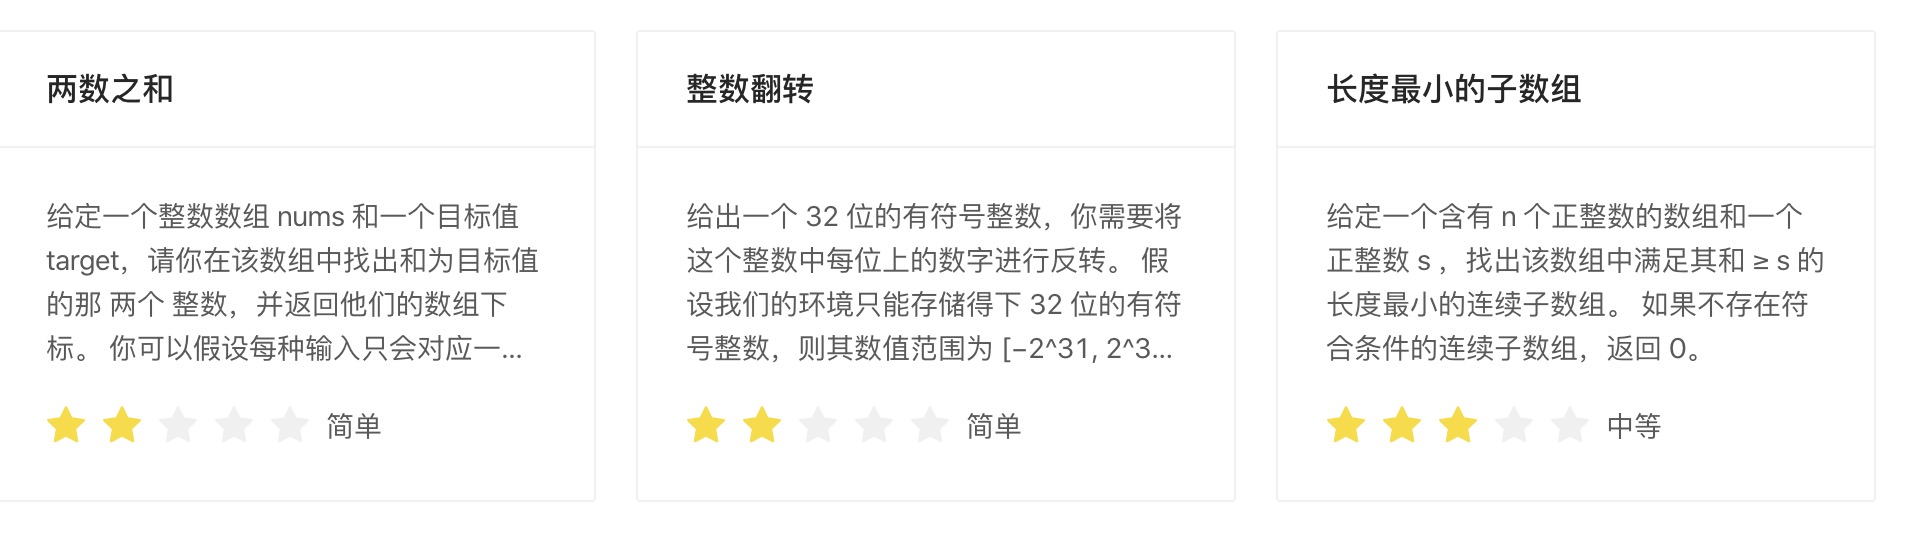 两数之和
给定一个整数数组 nums 和一个目标值
target，请你在该数组中找出和为目标值
的那 两个 整数，并返回他们的数组下
标。 你可以假设每种输入只会对应一...
简单
整数翻转
给出一个 32 位的有符号整数，你需要将
这个整数中每位上的数字进行反转。 假
设我们的环境只能存储得下 32 位的有符
号整数，则其数值范围为 [−2^31, 2^3...
简单
长度最小的子数组
给定一个含有 n 个正整数的数组和一个
正整数 s ，找出该数组中满足其和 ≥ s 的
长度最小的连续子数组。 如果不存在符
合条件的连续子数组，返回 0。
中等